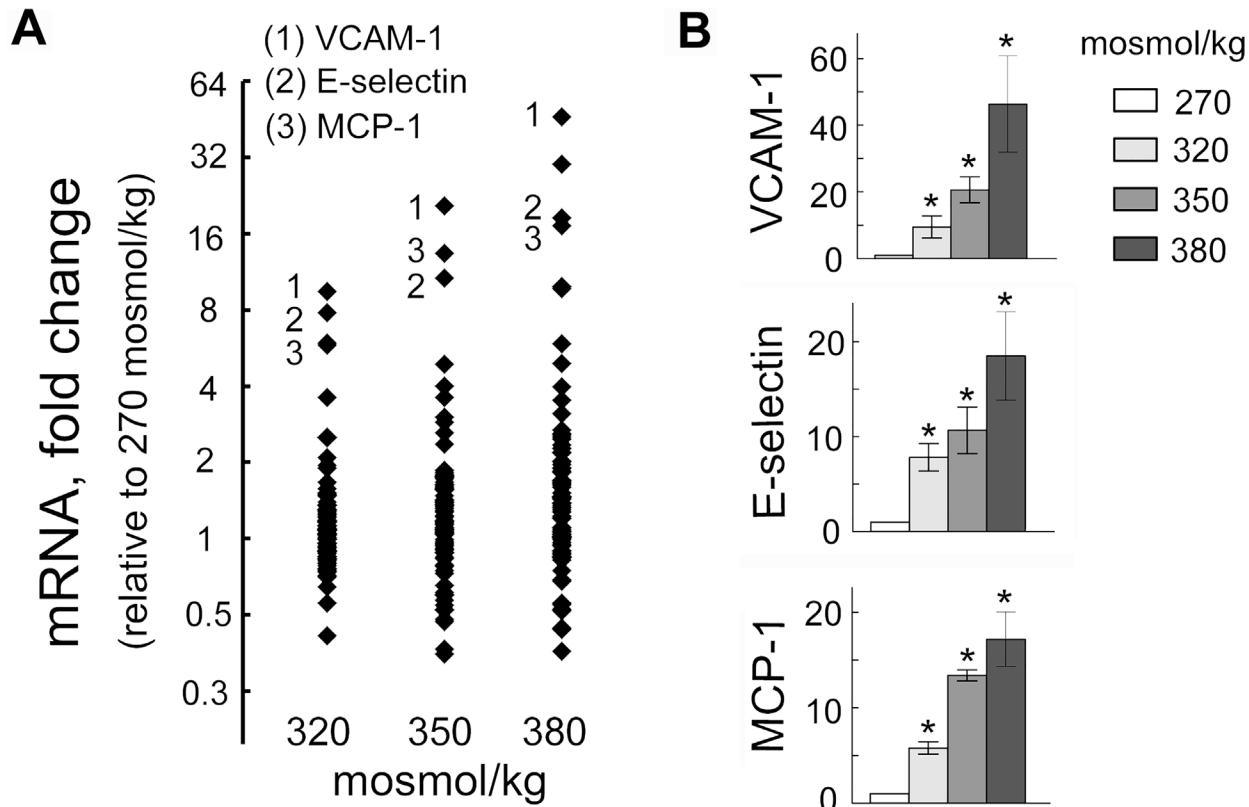 A
(1) VCAM-1
(2) E-selectin
(3) MCP-1
mRNA, fold change
(relative to 270 mosmol/kg)
64
32
16
8
4
2
1
0.5
0.3
1
2
3
1
3
2
1
2
3
320 350 380
mosmol/kg
B
VCAM-1
60
40
20
0
* * *
mosmol/kg
270
320
350
380
E-selectin
20
10
0
* * *
MCP-1
20
10
0
* * *